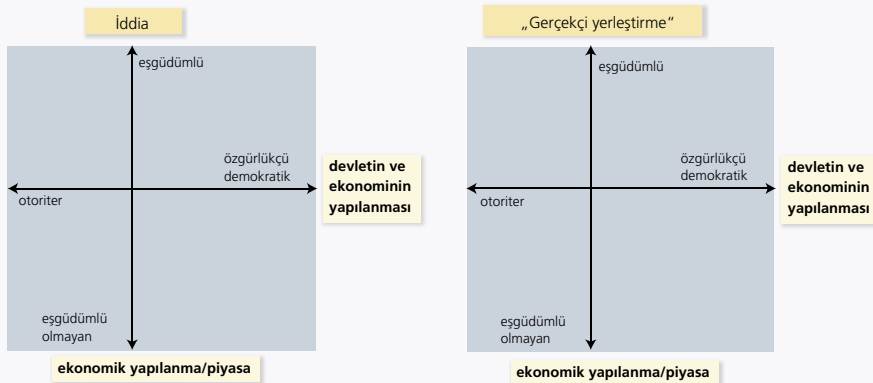 İddia
eşgüdümlü
özgürlükçü
demokratik
otoriter
devletin ve
ekonominin
yapılanması
eşgüdümlü
olmayan
ekonomik yapılanma/piyasa
„Gerçekçi yerleştirme“
eşgüdümlü
özgürlükçü
demokratik
otoriter
devletin ve
ekonominin
yapılanması
eşgüdümlü
olmayan
ekonomik yapılanma/piyasa